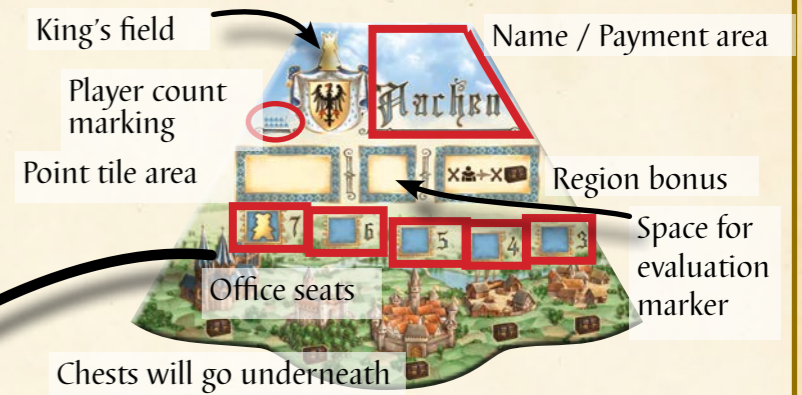 King's field
Name / Payment area
Player count
marking
Aachen
Point tile area
X÷X
Region bonus
7
6
5
4
3
Space for
evaluation
marker
Office seats
Chests will go underneath